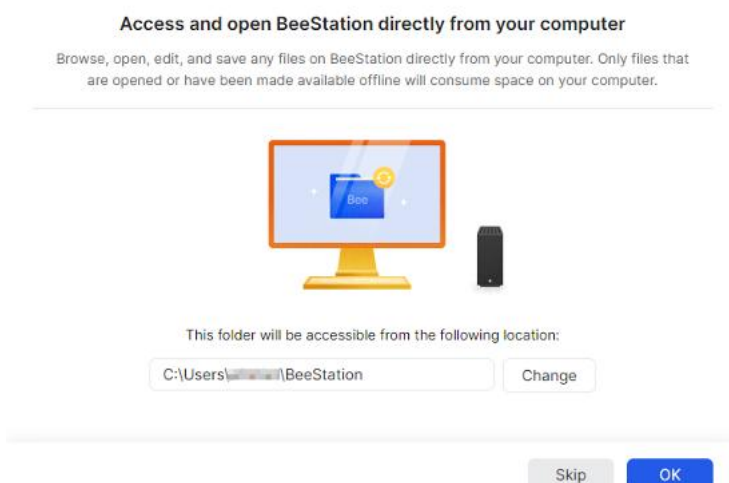 Access and open BeeStation directly from your computer
Browse, open, edit, and save any files on BeeStation directly from your computer. Only files that
are opened or have been made available offline will consume space on your computer.
Bee
This folder will be accessible from the following location:
C:\Users\ \BeeStation
Change
Skip
OK